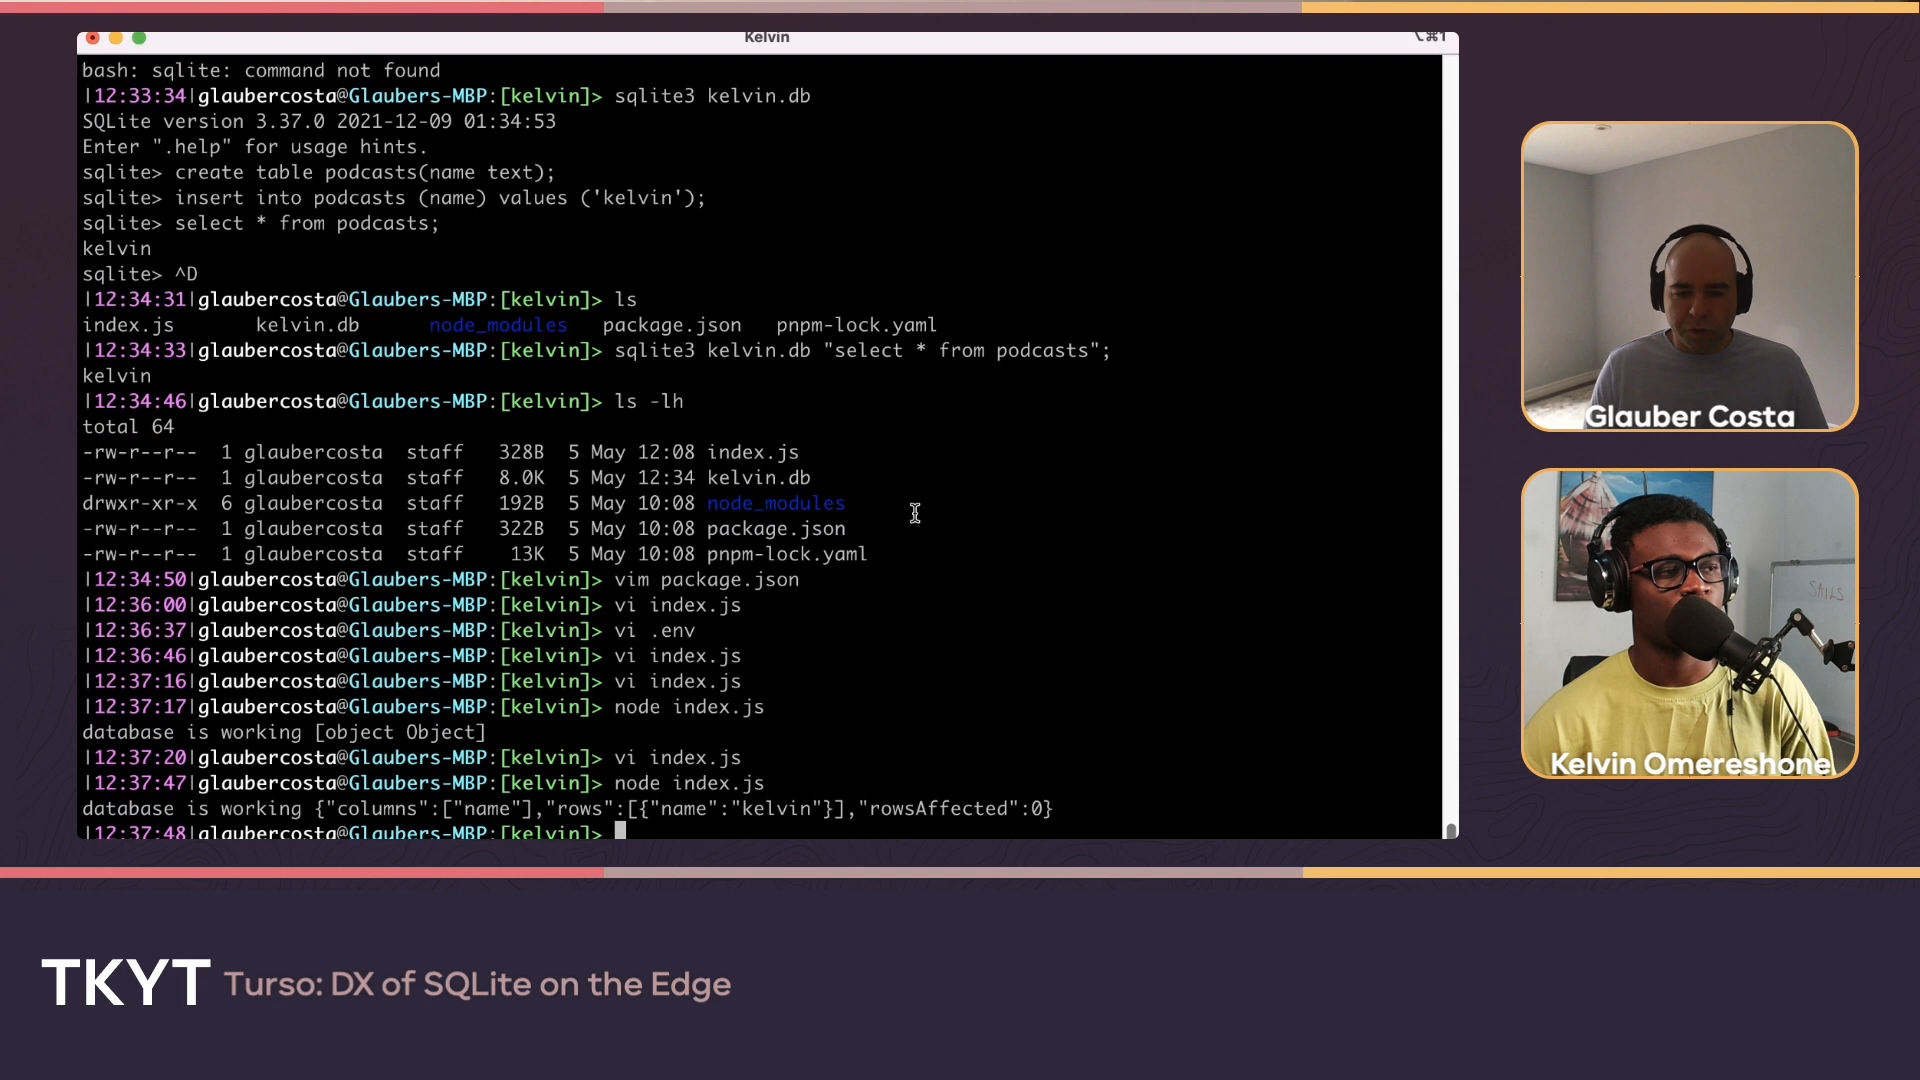 Kelvin
⌥⌘1
bash: sqlite: command not found
|12:33:34|glaubercosta@Glaubers-MBP:[kelvin]> sqlite3 kelvin.db
SQLite version 3.37.0 2021-12-09 01:34:53
Enter ".help" for usage hints.
sqlite> create table podcasts(name text);
sqlite> insert into podcasts (name) values ('kelvin');
sqlite> select * from podcasts;
kelvin
sqlite> ^D
|12:34:31|glaubercosta@Glaubers-MBP:[kelvin]> ls
index.js kelvin.db node_modules package.json pnpm-lock.yaml
|12:34:33|glaubercosta@Glaubers-MBP:[kelvin]> sqlite3 kelvin.db "select * from podcasts";
kelvin
|12:34:46|glaubercosta@Glaubers-MBP:[kelvin]> ls -lh
total 64
-rw-r--r-- 1 glaubercosta staff 328B 5 May 12:08 index.js
-rw-r--r-- 1 glaubercosta staff 8.0K 5 May 12:34 kelvin.db
drwxr-xr-x 6 glaubercosta staff 192B 5 May 10:08 node_modules
-rw-r--r-- 1 glaubercosta staff 322B 5 May 10:08 package.json
-rw-r--r-- 1 glaubercosta staff 13K 5 May 10:08 pnpm-lock.yaml
|12:34:50|glaubercosta@Glaubers-MBP:[kelvin]> vim package.json
|12:36:00|glaubercosta@Glaubers-MBP:[kelvin]> vi index.js
|12:36:37|glaubercosta@Glaubers-MBP:[kelvin]> vi .env
|12:36:46|glaubercosta@Glaubers-MBP:[kelvin]> vi index.js
|12:37:16|glaubercosta@Glaubers-MBP:[kelvin]> vi index.js
|12:37:17|glaubercosta@Glaubers-MBP:[kelvin]> node index.js
database is working [object Object]
|12:37:20|glaubercosta@Glaubers-MBP:[kelvin]> vi index.js
|12:37:47|glaubercosta@Glaubers-MBP:[kelvin]> node index.js
database is working {"columns":["name"],"rows":[{"name":"kelvin"}],"rowsAffected":0}
|12:37:48|glaubercosta@Glaubers-MBP:[kelvin]>
Glauber Costa
SAILS
Kelvin Omereshone
TKYT Turso: DX of SQLite on the Edge